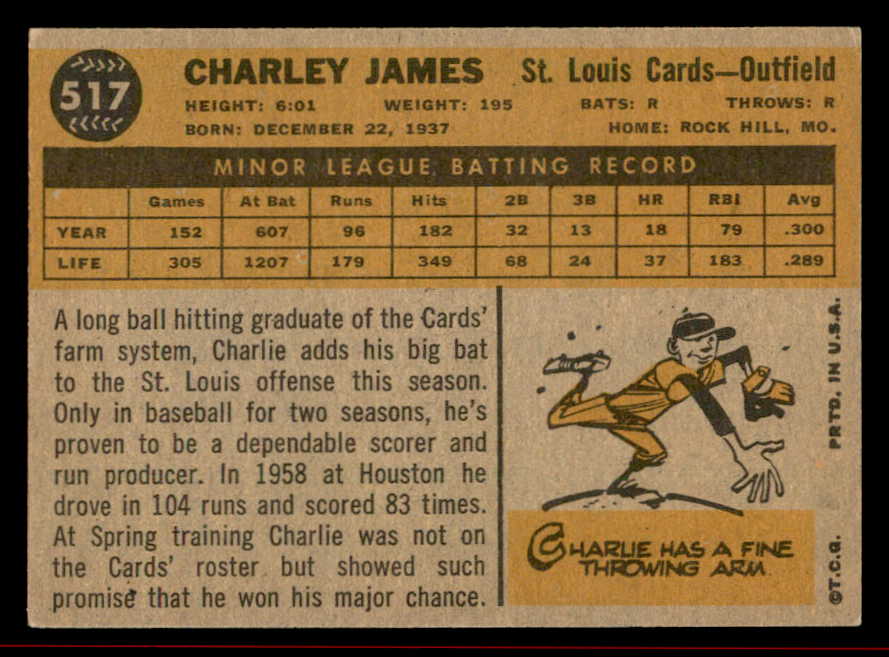 517
CHARLEY JAMES St. Louis Cards—Outfield
HEIGHT: 6:01 WEIGHT: 195 BATS: R THROWS: R
BORN: DECEMBER 22, 1937 HOME: ROCK HILL, MO.
MINOR LEAGUE BATTING RECORD
Games At Bat Runs Hits 2B 3B HR RBI Avg
YEAR 152 607 96 182 32 13 18 79 .300
LIFE 305 1207 179 349 68 24 37 183 .289
A long ball hitting graduate of the Cards'
farm system, Charlie adds his big bat
to the St. Louis offense this season.
Only in baseball for two seasons, he's
proven to be a dependable scorer and
run producer. In 1958 at Houston he
drove in 104 runs and scored 83 times.
At Spring training Charlie was not on
the Cards' roster but showed such
promise that he won his major chance.
CHARLIE HAS A FINE
THROWING ARM
©T.C.G. PRTD. IN U.S.A.